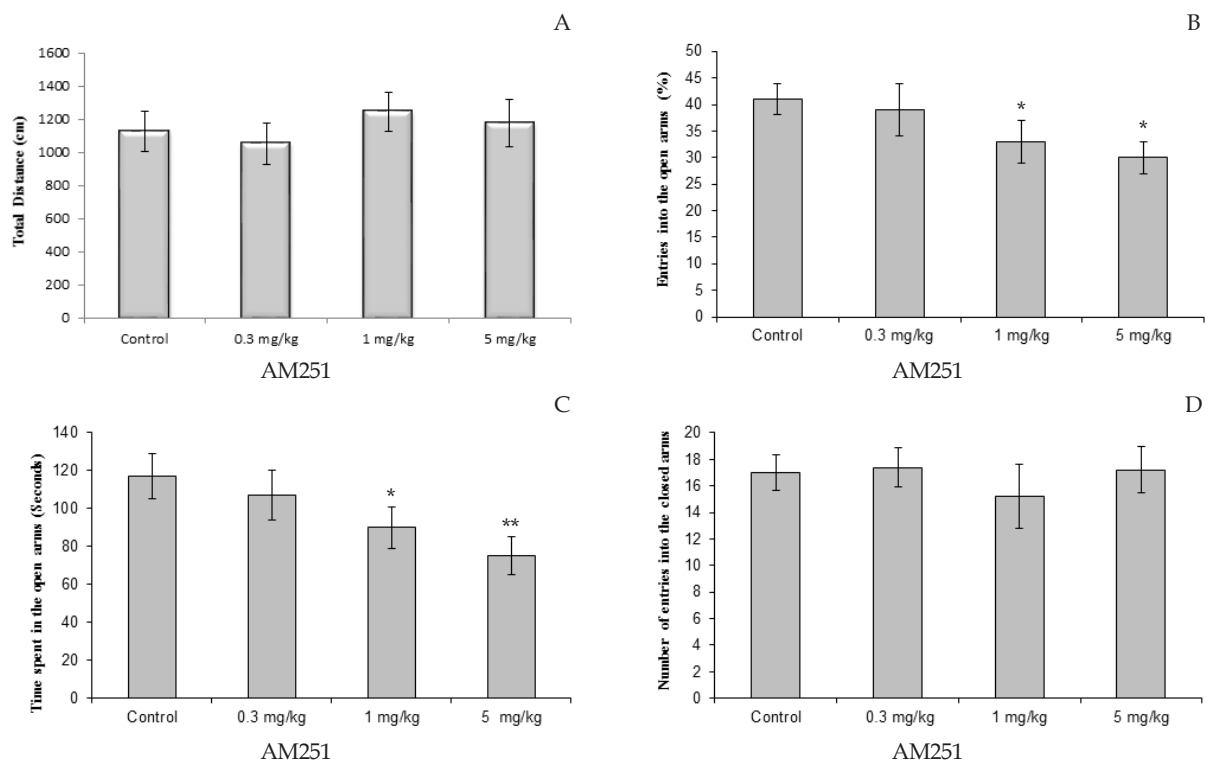 A
Total Distance (cm)
1600
1400
1200
1000
800
600
400
200
0
Control 0.3 mg/kg 1 mg/kg 5 mg/kg
AM251
B
Entries into the open arms (%)
50
45
40
35
30
25
20
15
10
5
0
*
*
Control 0.3 mg/kg 1 mg/kg 5 mg/kg
AM251
C
Time spent in the open arms (Seconds)
140
120
100
80
60
40
20
0
*
**
Control 0.3 mg/kg 1 mg/kg 5 mg/kg
AM251
D
Number of entries into the closed arms
20
18
16
14
12
10
8
6
4
2
0
Control 0.3 mg/kg 1 mg/kg 5 mg/kg
AM251